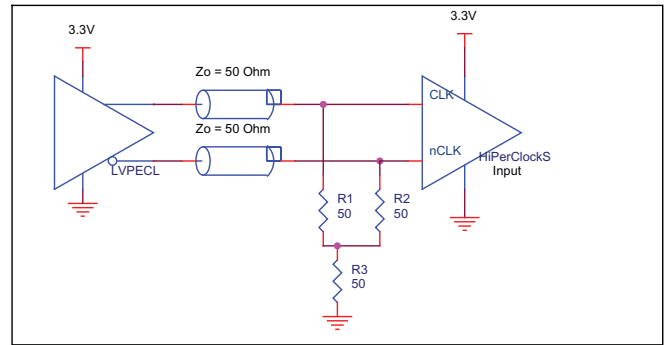 3.3V
3.3V
Zo = 50 Ohm
CLK
Zo = 50 Ohm
nCLK
HiPerClockS
Input
LVPECL
R1
50
R2
50
R3
50